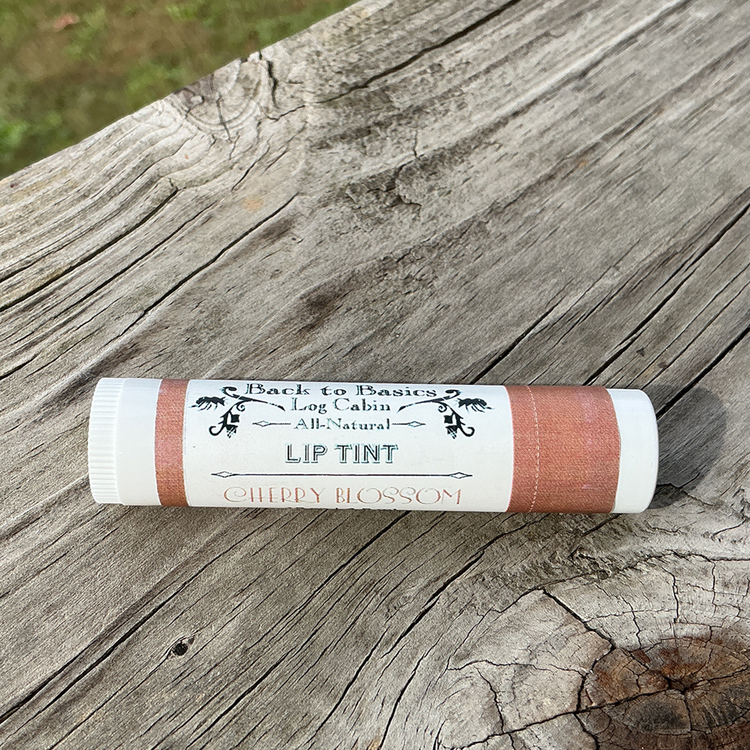 Back to Basics
Log Cabin
All-Natural
LIP TINT
CHERRY BLOSSOM